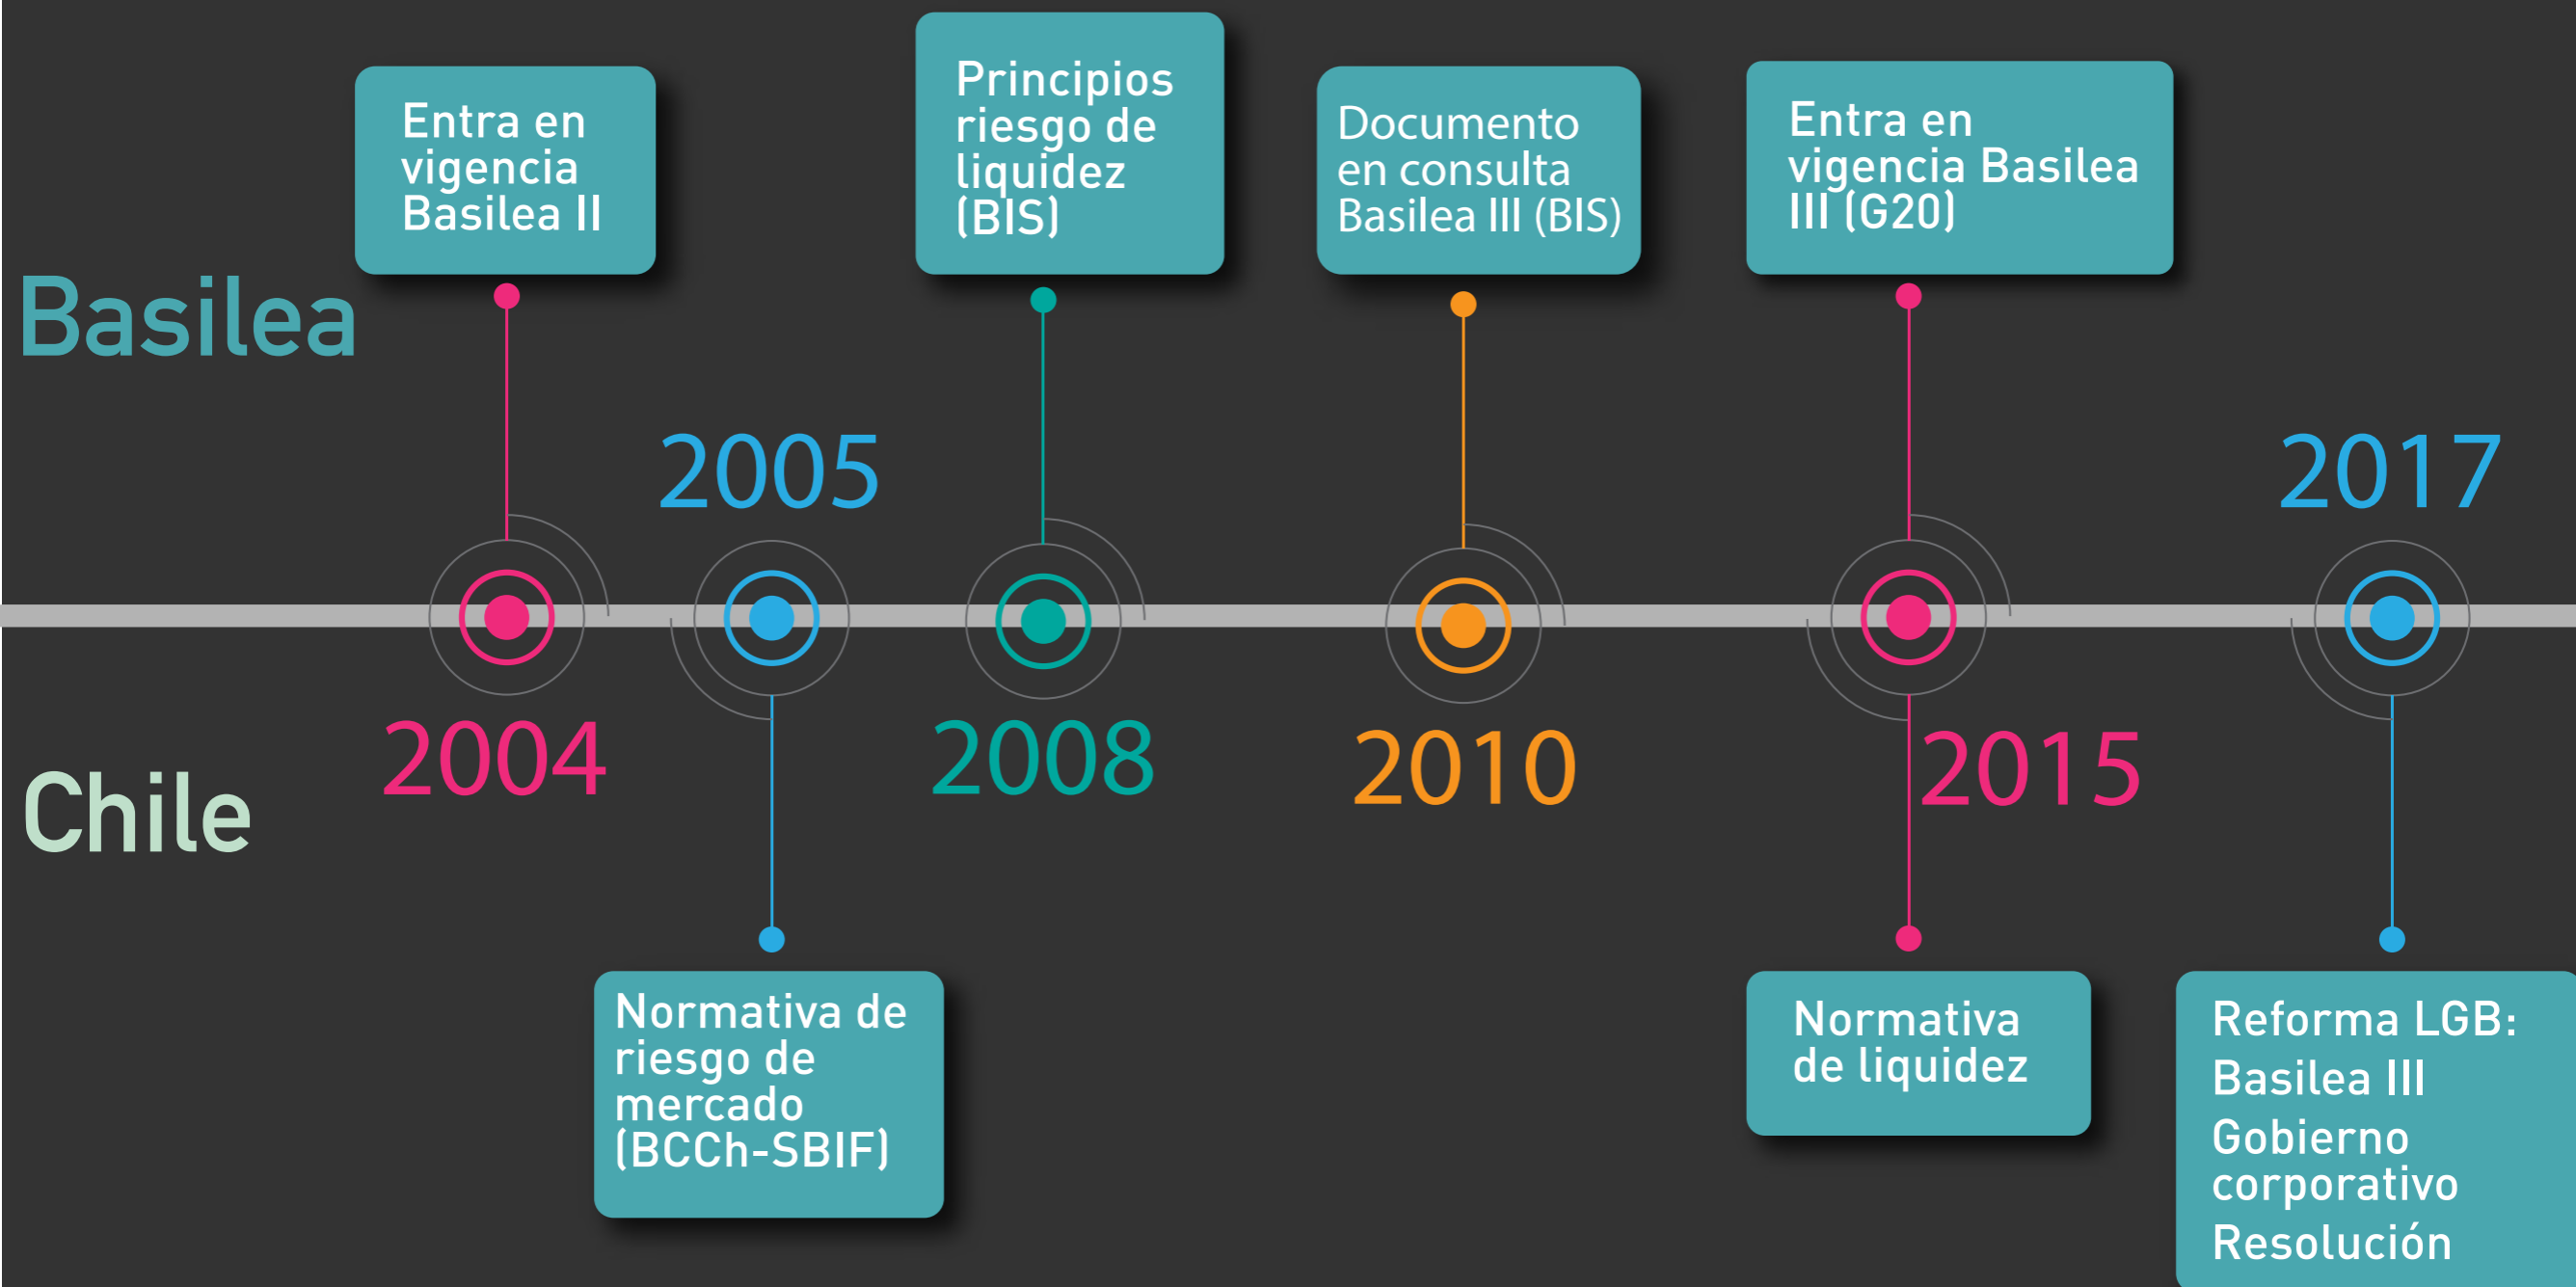 Basilea
Entra en
vigencia
Basilea II
Principios
riesgo de
liquidez
(BIS)
Documento
en consulta
Basilea III (BIS)
Entra en
vigencia Basilea
III (G20)
2005
2017
2004
2008
2010
2015
Chile
Normativa de
riesgo de
mercado
(BCCh-SBIF)
Normativa
de liquidez
Reforma LGB:
Basilea III
Gobierno
corporativo
Resolución